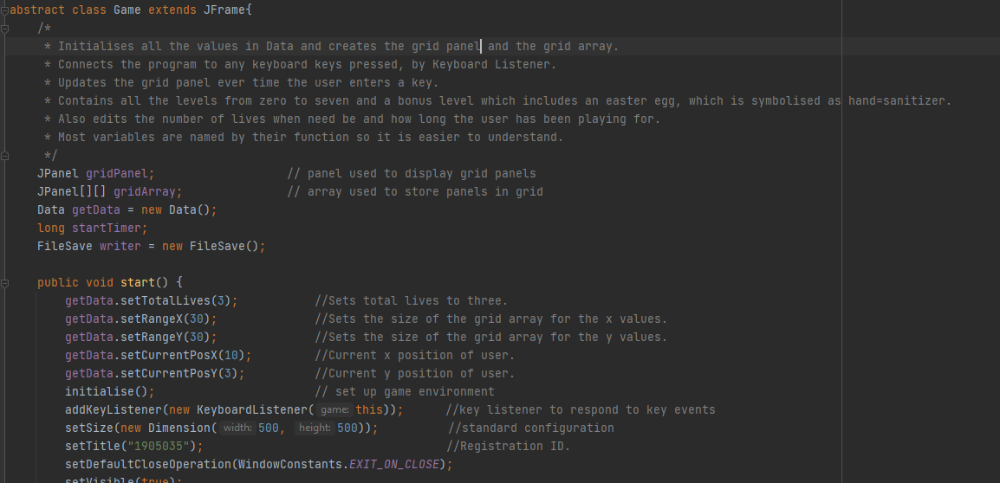 abstract class Game extends JFrame{
/*
* Initialises all the values in Data and creates the grid panel and the grid array.
* Connects the program to any keyboard keys pressed, by Keyboard Listener.
* Updates the grid panel ever time the user enters a key.
* Contains all the levels from zero to seven and a bonus level which includes an easter egg, which is symbolised as hand=sanitizer.
* Also edits the number of lives when need be and how long the user has been playing for.
* Most variables are named by their function so it is easier to understand.
*/
JPanel gridPanel; // panel used to display grid panels
JPanel[][] gridArray; // array used to store panels in grid
Data getData = new Data();
long startTimer;
FileSave writer = new FileSave();
public void start() {
getData.setTotalLives(3); //Sets total lives to three.
getData.setRangeX(30); //Sets the size of the grid array for the x values.
getData.setRangeY(30); //Sets the size of the grid array for the y values.
getData.setCurrentPosX(10); //Current x position of user.
getData.setCurrentPosY(3); //Current y position of user.
initialise(); // set up game environment
addKeyListener(new KeyboardListener( game: this)); //key listener to respond to key events
setSize(new Dimension( width: 500, height: 500)); //standard configuration
setTitle("1905035"); //Registration ID.
setDefaultCloseOperation(WindowConstants.EXIT_ON_CLOSE);
setVisible(true);